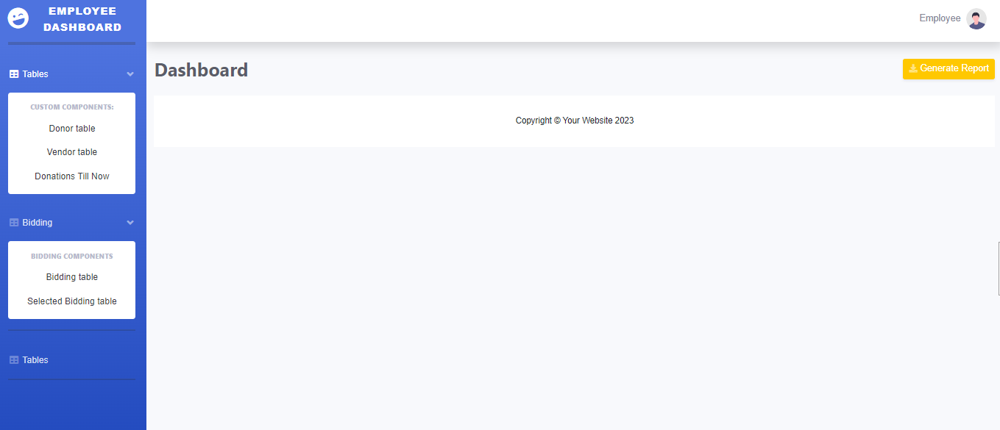 EMPLOYEE
DASHBOARD
Tables
CUSTOM COMPONENTS:
Donor table
Vendor table
Donations Till Now
Bidding
BIDDING COMPONENTS
Bidding table
Selected Bidding table
Tables
Employee
Dashboard
Generate Report
Copyright © Your Website 2023